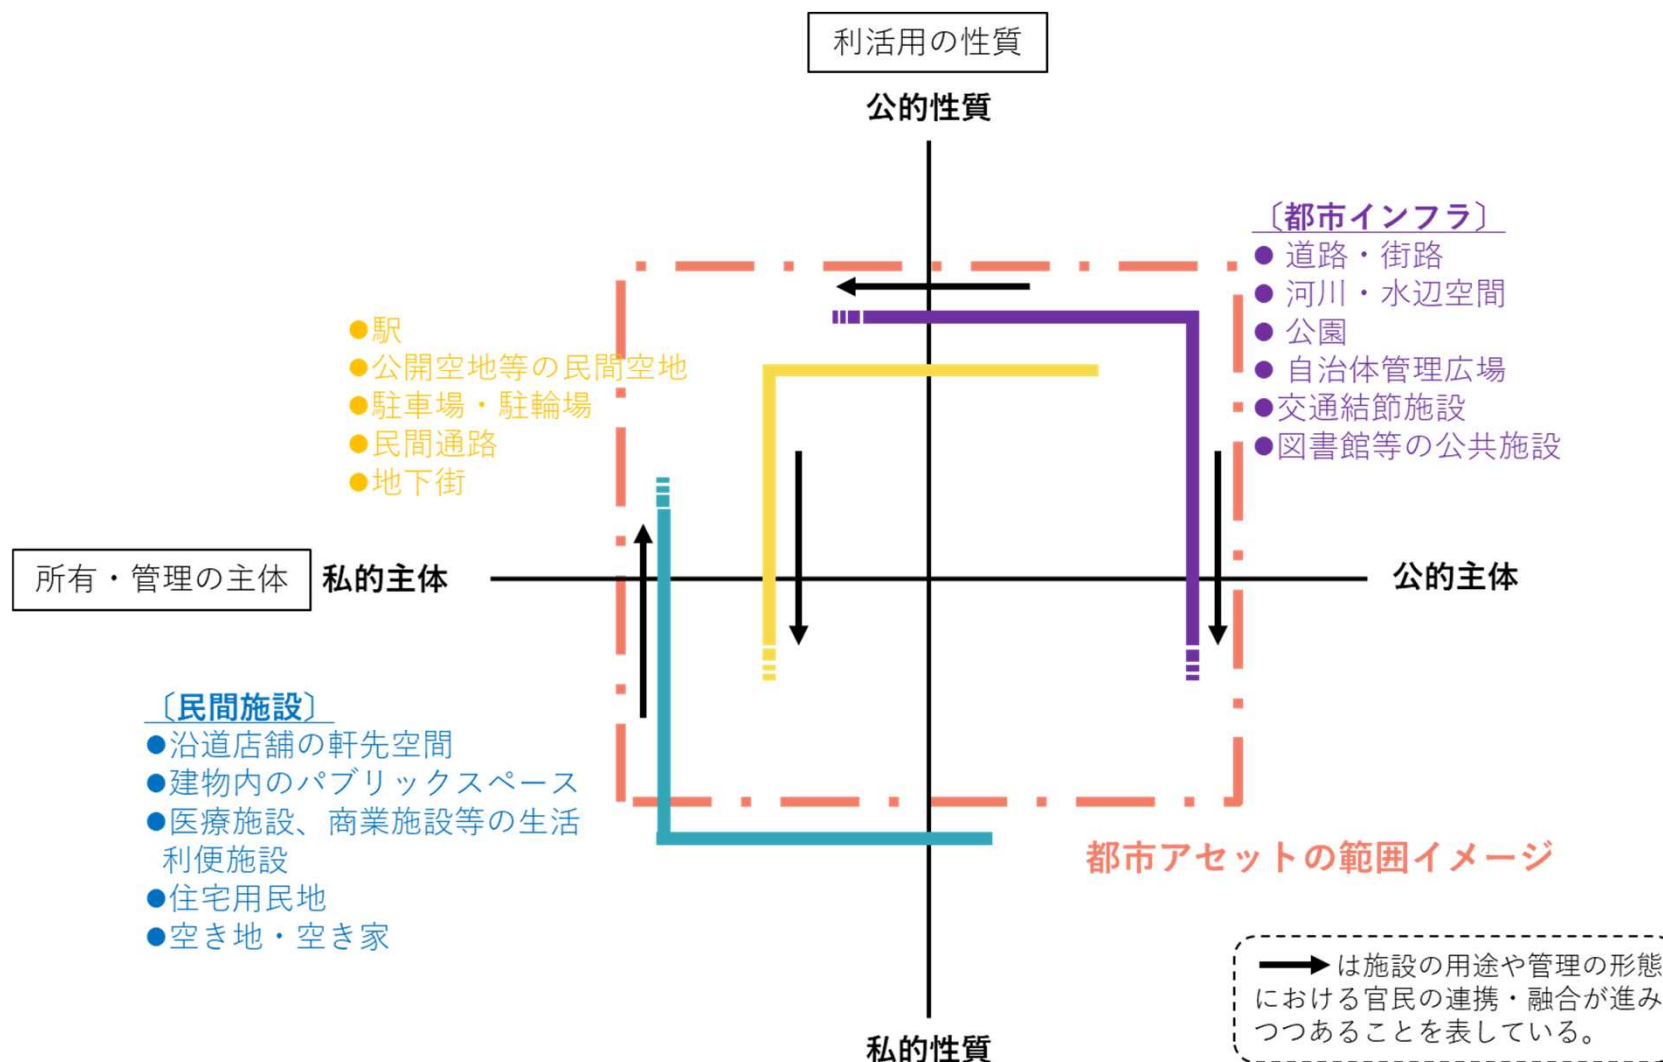 利活用の性質
公的性質
〔都市インフラ〕
● 道路・街路
● 河川・水辺空間
● 公園
● 自治体管理広場
●交通結節施設
●図書館等の公共施設
●駅
●公開空地等の民間空地
●駐車場・駐輪場
●民間通路
●地下街
所有・管理の主体
私的主体
公的主体
〔民間施設〕
●沿道店舗の軒先空間
●建物内のパブリックスペース
●医療施設、商業施設等の生活
利便施設
●住宅用民地
●空き地・空き家
都市アセットの範囲イメージ
は施設の用途や管理の形態
における官民の連携・融合が進み
つつあることを表している。
私的性質